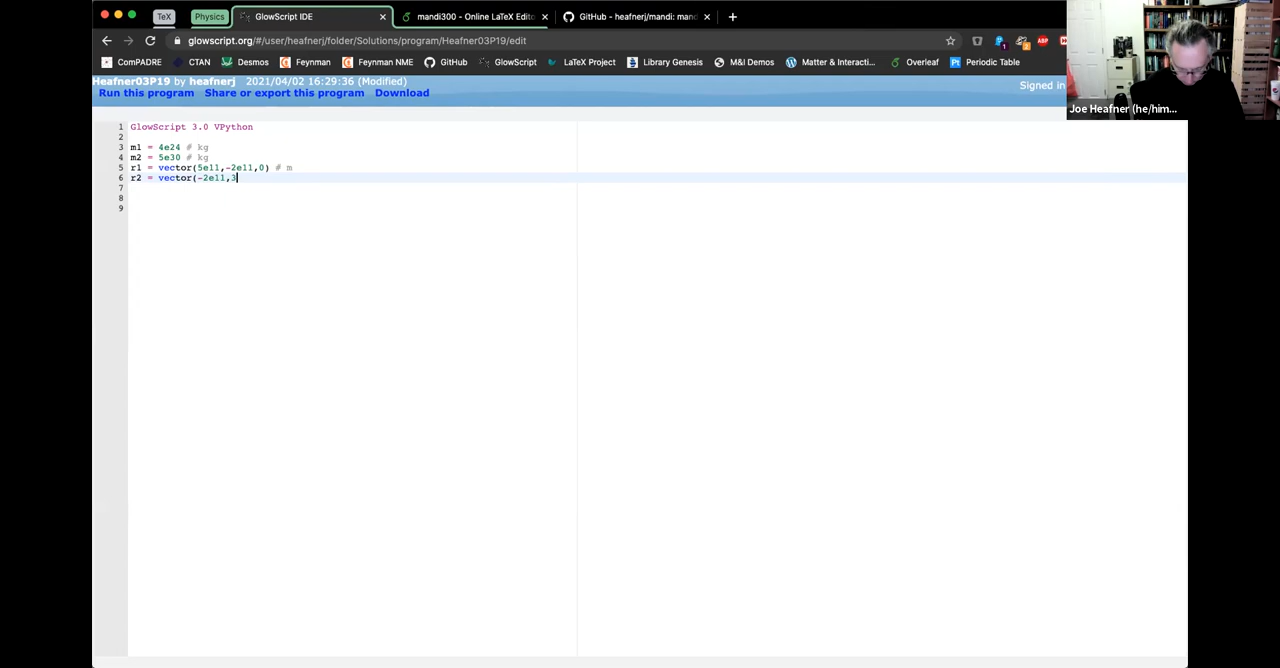 TeX
Physics
GlowScript IDE
mandi300 - Online LaTeX Edito
GitHub - heafnerj/mandi: mand
glowscript.org/#/user/heafnerj/folder/Solutions/program/Heafner03P19/edit
ComPADRE
CTAN
Desmos
Feynman
Feynman NME
GitHub
GlowScript
LaTeX Project
Library Genesis
M&I Demos
Matter & Interacti...
Overleaf
Periodic Table
Heafner03P19 by heafnerj 2021/04/02 16:29:36 (Modified)
Signed in
Run this program Share or export this program Download
Joe Heafner (he/him...
1 GlowScript 3.0 VPython
2
3 m1 = 4e24 # kg
4 m2 = 5e30 # kg
5 r1 = vector(5e11,-2e11,0) # m
6 r2 = vector(-2e11,3
7
8
9